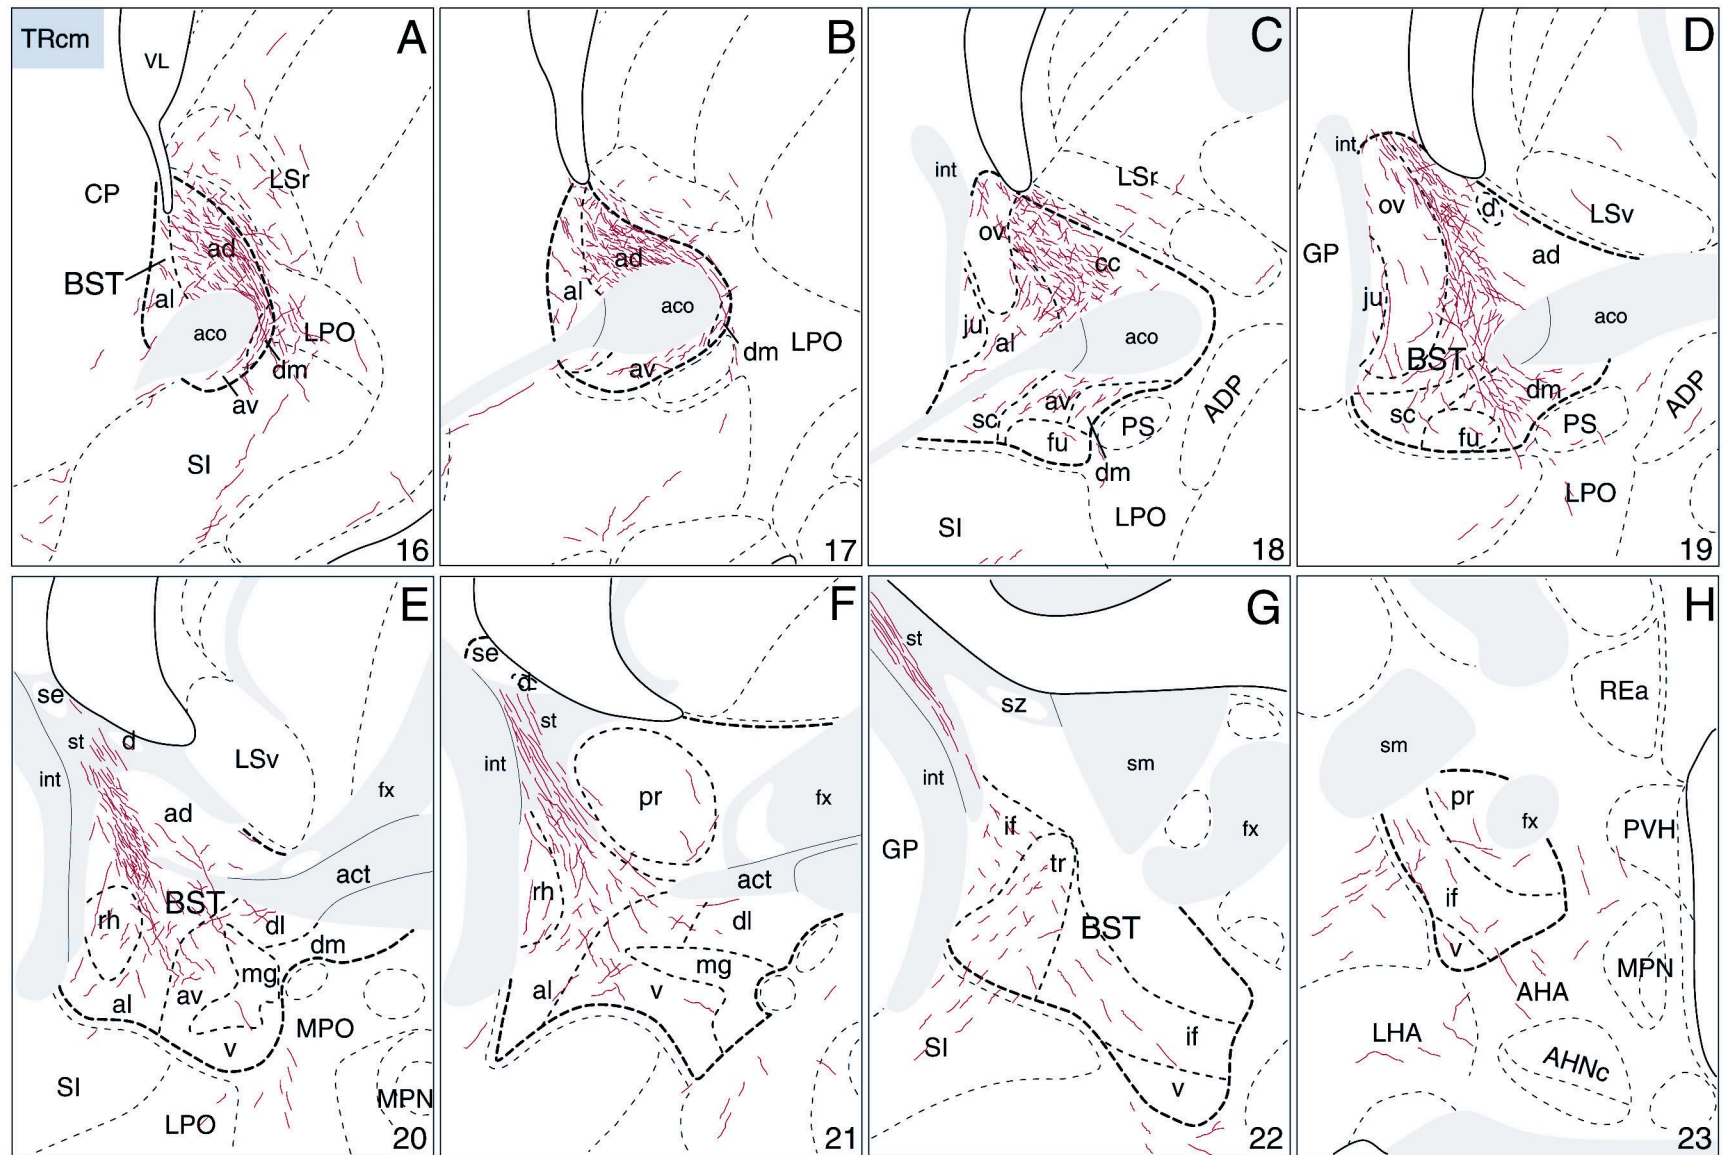 TRcm
VL
A
CP
LSr
ad
BST
al
aco
LPO
dm
av
SI
16
B
ad
al
aco
dm
LPO
av
17
C
int
LSr
ov
cc
ju
al
aco
ADP
sc
av
PS
fu
dm
SI
LPO
18
D
int
ov
d
LSv
GP
ad
ju
aco
BST
dm
ADP
sc
fu
PS
LPO
19
E
se
st
d
int
LSv
fx
ad
act
BST
rh
dl
dm
mg
al
av
MPO
v
SI
MPN
LPO
20
F
se
d
st
int
pr
fx
act
rh
dl
mg
al
v
21
G
st
sz
int
sm
if
fx
GP
tr
BST
SI
if
v
22
H
REa
sm
pr
fx
PVH
if
v
MPN
AHA
LHA
AHNc
23